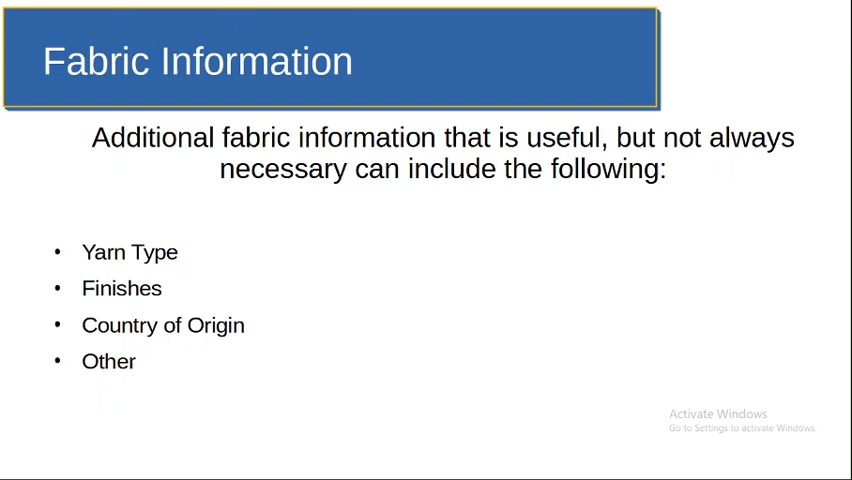 Fabric Information
Additional fabric information that is useful, but not always
necessary can include the following:
• Yarn Type
• Finishes
• Country of Origin
• Other
Activate Windows
Go to Settings to activate Windows.